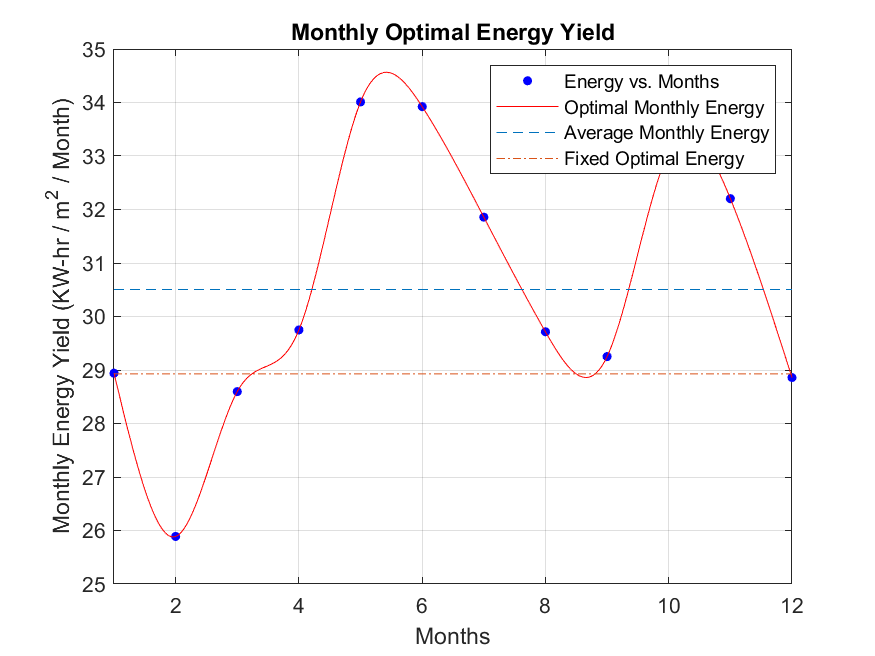 Monthly Optimal Energy Yield
Monthly Energy Yield (KW-hr / m² / Month)
35
34
33
32
31
30
29
28
27
26
25
Energy vs. Months
Optimal Monthly Energy
Average Monthly Energy
Fixed Optimal Energy
2 4 6 8 10 12
Months